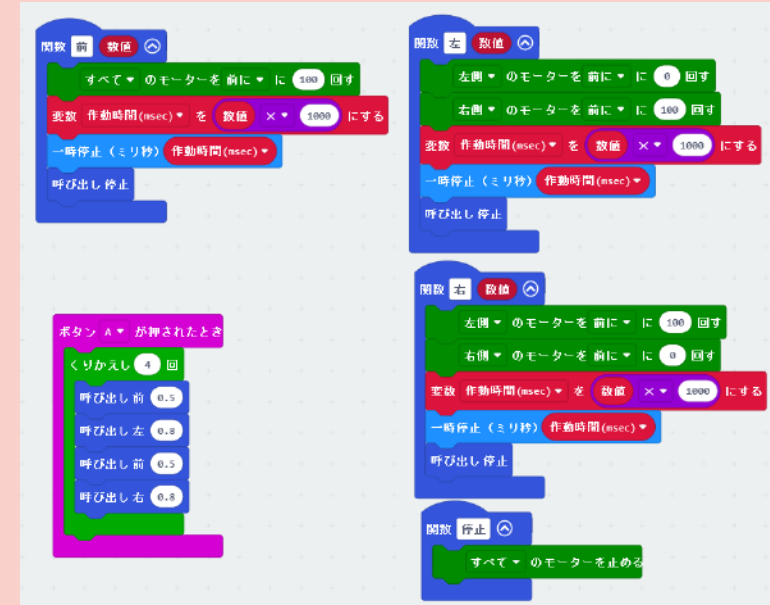 関数 前 数値
すべて のモーターを 前に に 100 回す
変数 作動時間(msec) を 数値 × 1000 にする
一時停止（ミリ秒） 作動時間(msec)
呼び出し 停止
関数 左 数値
左側 のモーターを 前に に 0 回す
右側 のモーターを 前に に 100 回す
変数 作動時間(msec) を 数値 × 1000 にする
一時停止（ミリ秒） 作動時間(msec)
呼び出し 停止
ボタン A が押されたとき
くりかえし 4 回
呼び出し 前 0.5
呼び出し 左 0.8
呼び出し 前 0.5
呼び出し 右 0.8
関数 右 数値
左側 のモーターを 前に に 100 回す
右側 のモーターを 前に に 0 回す
変数 作動時間(msec) を 数値 × 1000 にする
一時停止（ミリ秒） 作動時間(msec)
呼び出し 停止
関数 停止
すべて のモーターを止める